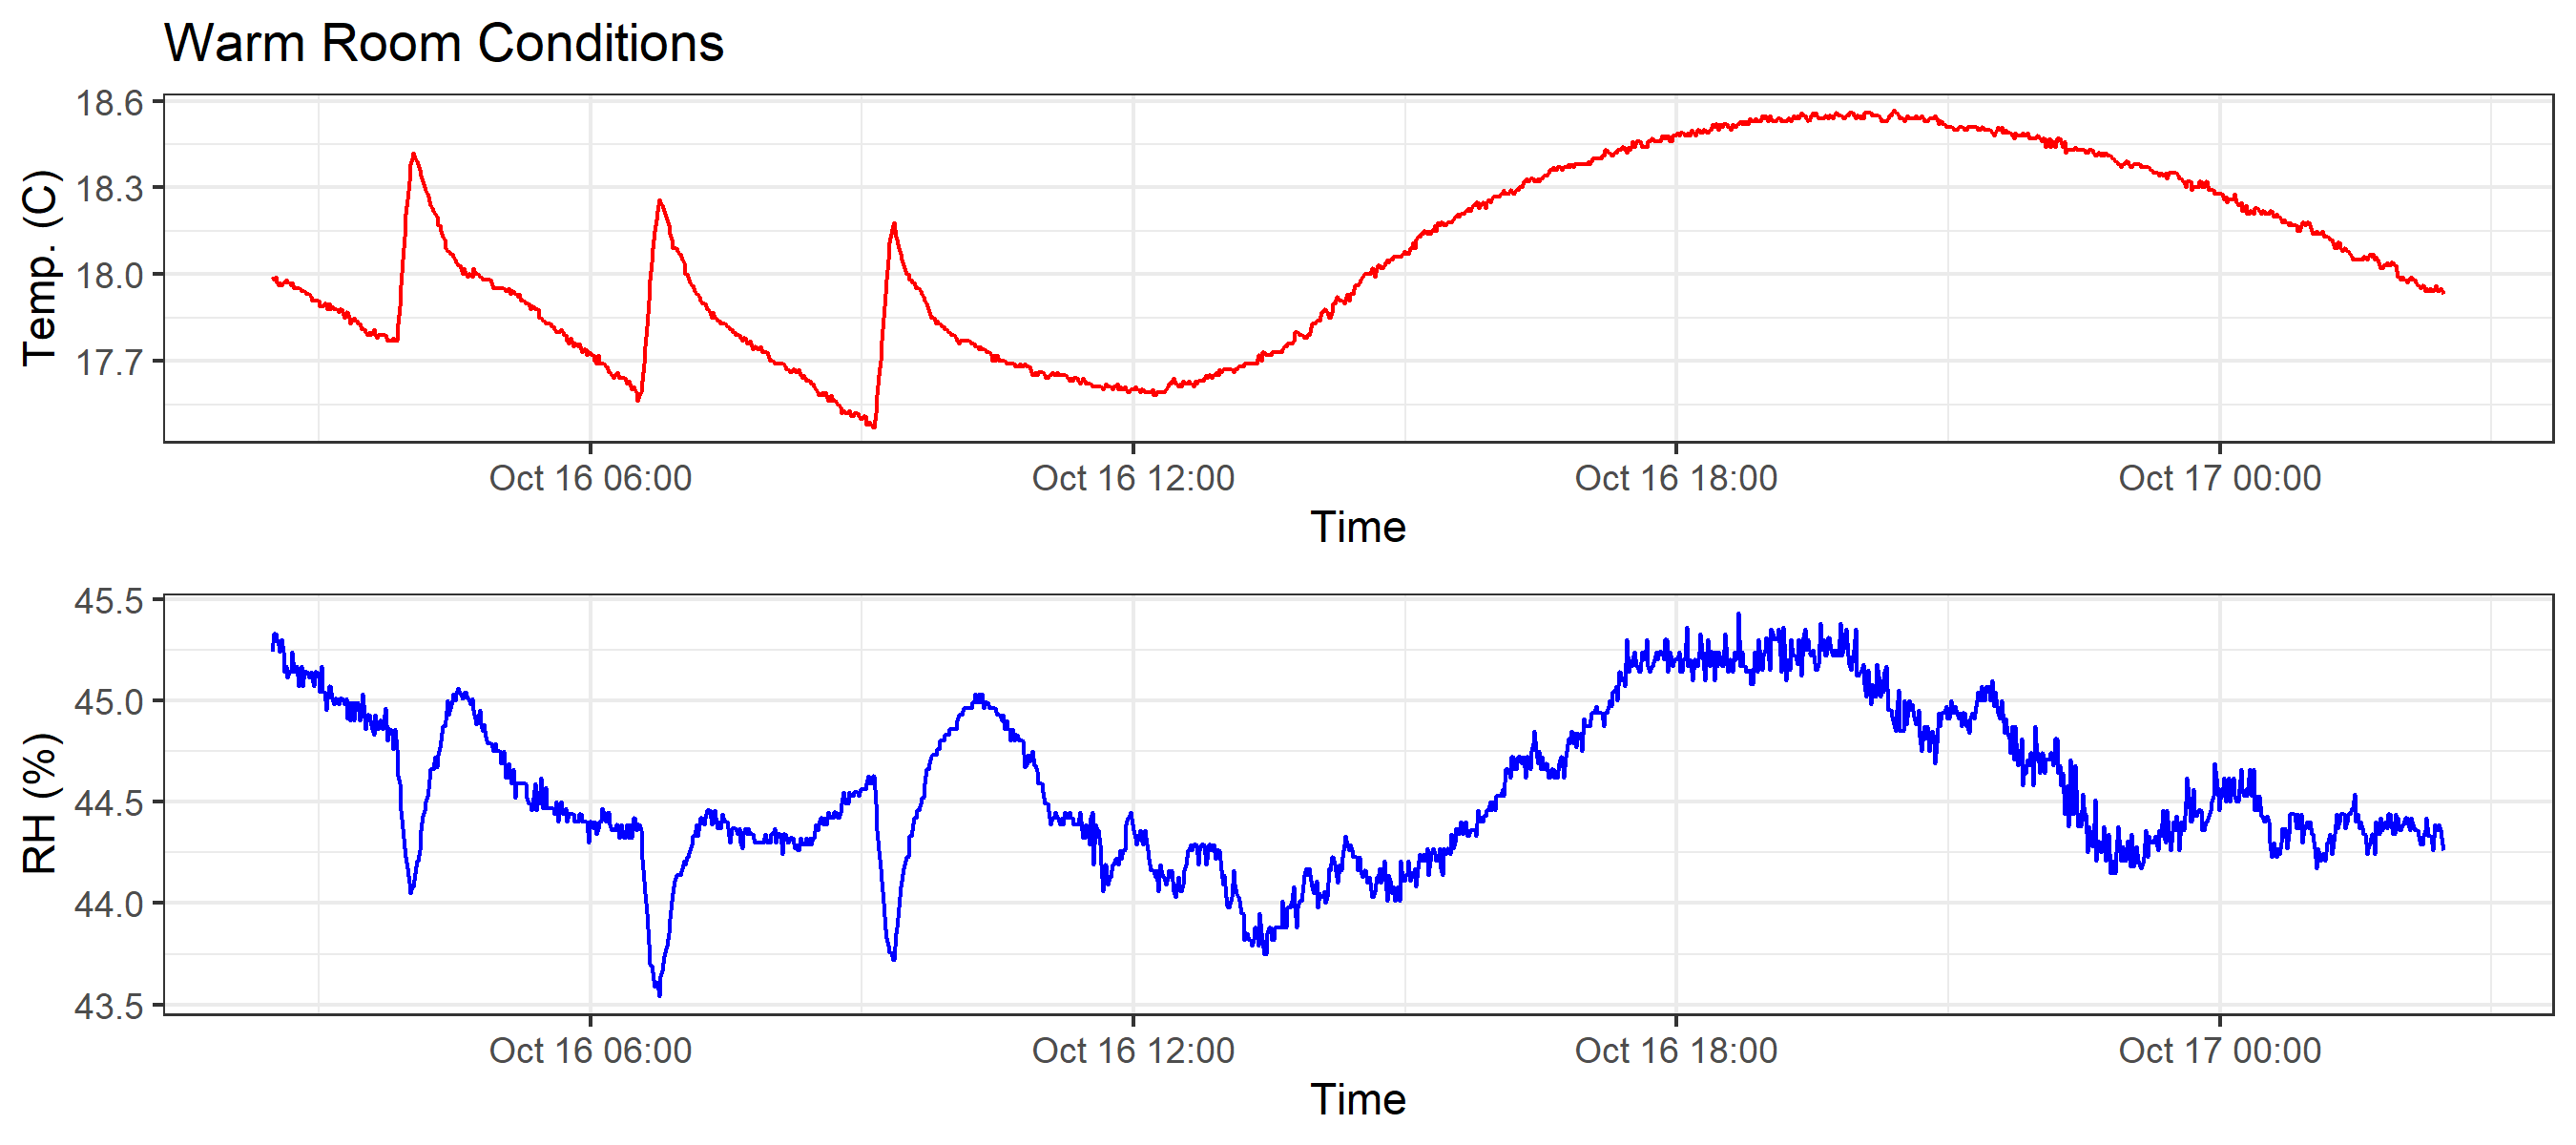 Warm Room Conditions
18.6
18.3
18.0
17.7
Temp. (C)
Oct 16 06:00 Oct 16 12:00 Oct 16 18:00 Oct 17 00:00
Time
45.5
45.0
44.5
44.0
43.5
RH (%)
Oct 16 06:00 Oct 16 12:00 Oct 16 18:00 Oct 17 00:00
Time